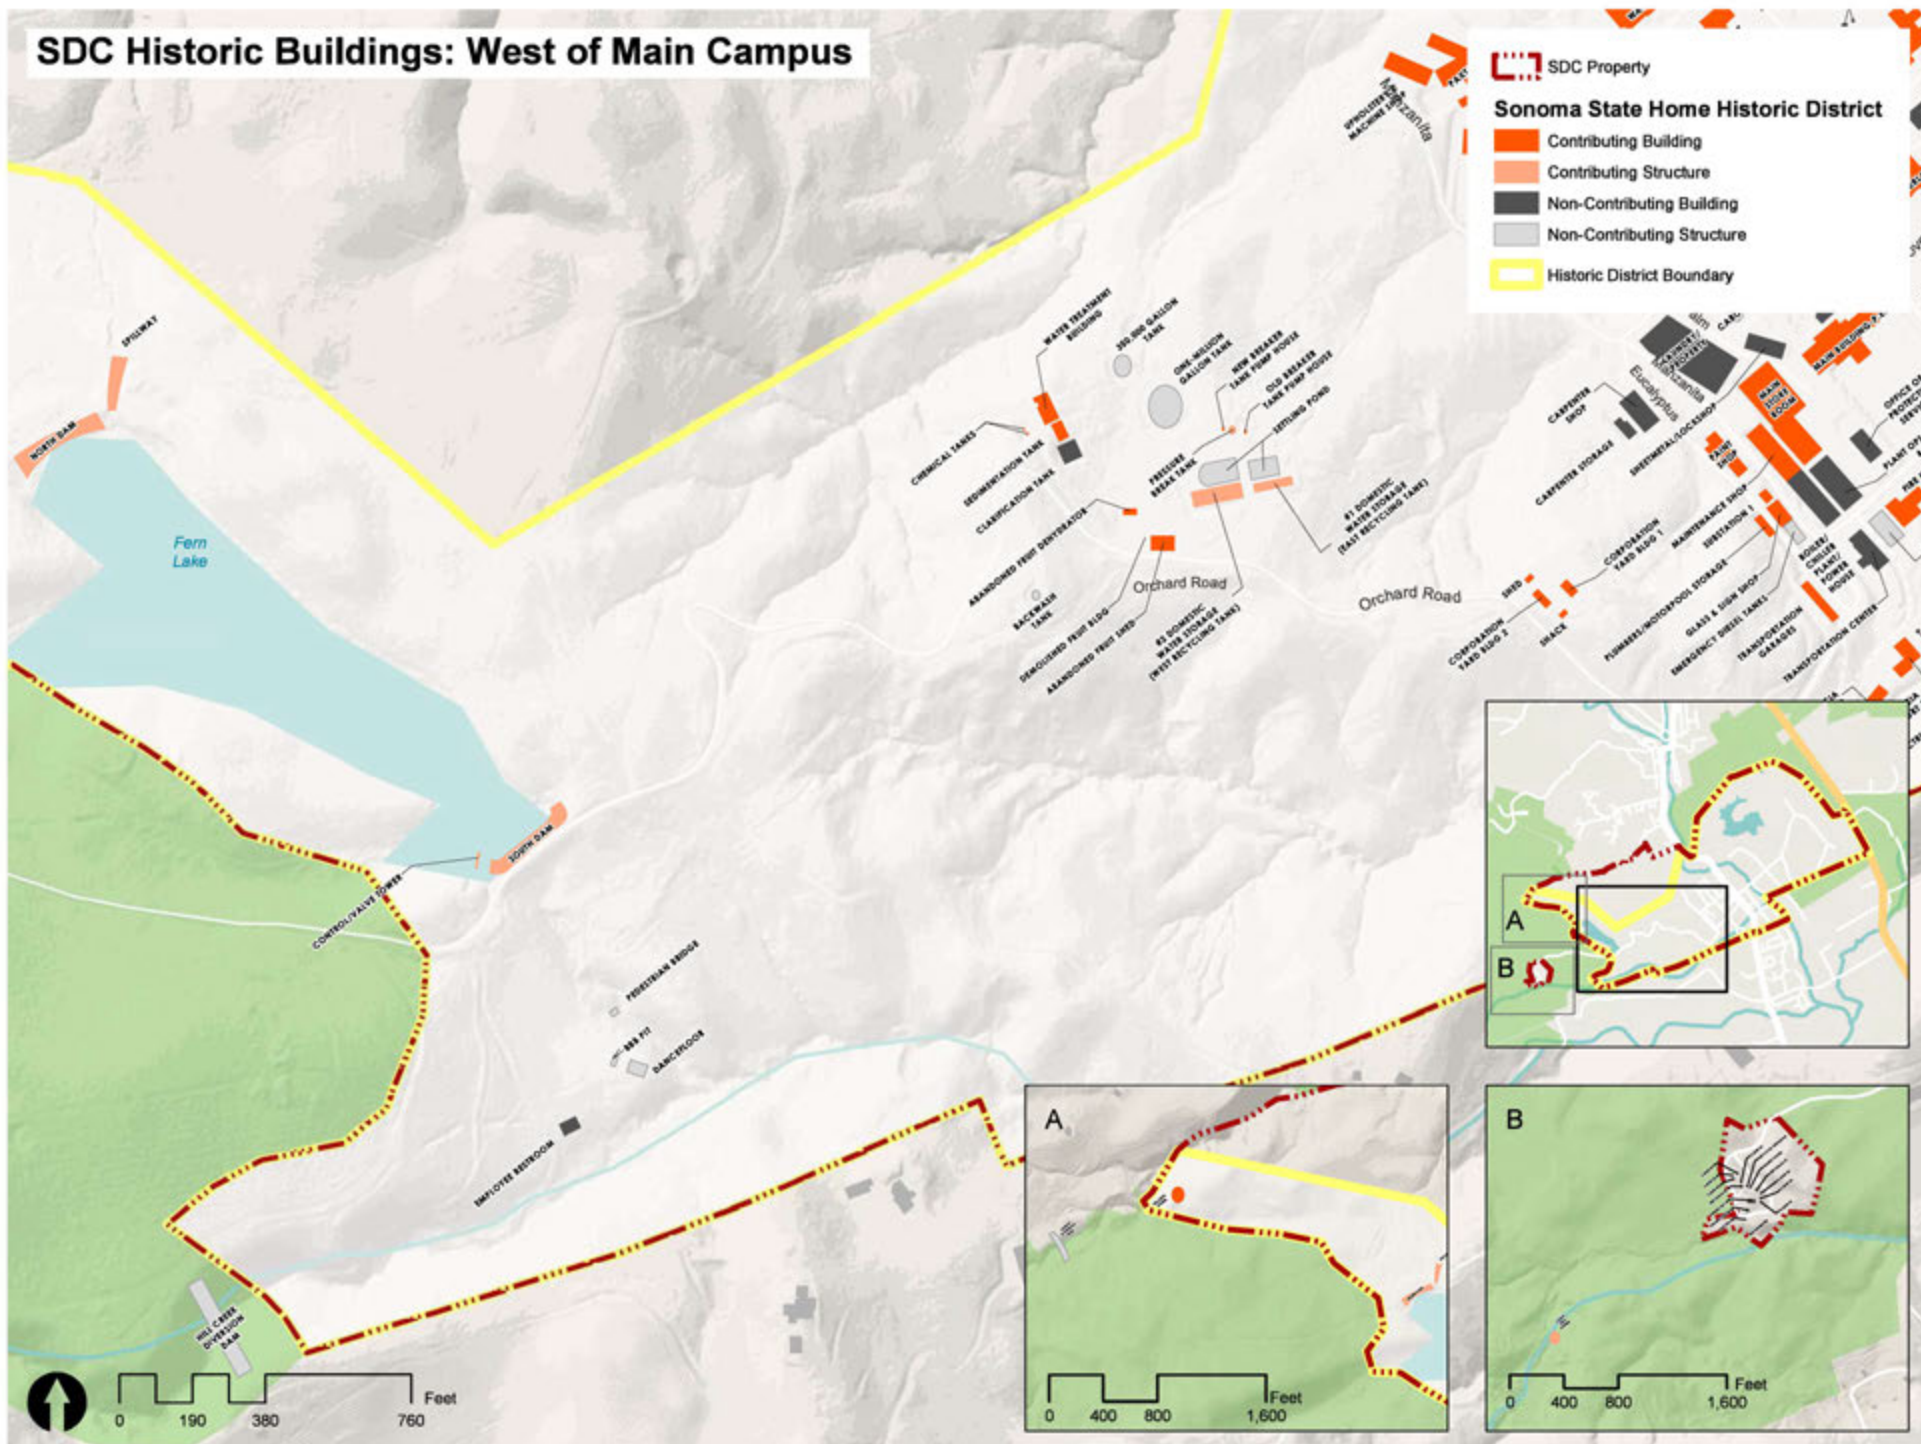 SDC Historic Buildings: West of Main Campus
SDC Property
Sonoma State Home Historic District
Contributing Building
Contributing Structure
Non-Contributing Building
Non-Contributing Structure
Historic District Boundary
UPHOLSTERY &
MACHINE SHOP
Manzanita
SPILLWAY
NORTH DAM
Fern
Lake
WATER TREATMENT
BUILDING
TANK
ONE-MILLION
GALLON TANK
NEW BREAKER
TANK PUMP HOUSE
OLD BREAKER
TANK PUMP HOUSE
SETTLING POND
CHEMICAL TANKS
SEDIMENTATION TANK
CLARIFICATION TANK
PRESSURE
BREAK TANK
ABANDONED FRUIT DEHYDRATOR
#1 DOMESTIC
WATER STORAGE
(EAST RECYCLING TANK)
BACKWASH
TANK
DEMOLISHED FRUIT BLDG
ABANDONED FRUIT SHED
#2 DOMESTIC
WATER STORAGE
(WEST RECYCLING TANK)
Orchard Road
Orchard Road
Manzanita
Eucalyptus
MAIN
STORE
ROOM
CARPENTER
SHOP
CARPENTER STORAGE
SHEETMETAL/LOCKSHOP
PAINT
SHOP
MAINTENANCE SHOP
SUBSTATION 1
CORPORATION
YARD BLDG 1
SHED
CORPORATION
YARD BLDG 2
SHACK
PLUMBERS/MOTORPOOL STORAGE
GLASS & SIGN SHOP
EMERGENCY DIESEL TANKS
BOILER/
CHILLER
PLANT/
POWER
HOUSE
TRANSPORTATION
GARAGES
TRANSPORTATION CENTER
SOUTH DAM
CONTROL/VALVE TOWER
PEDESTRIAN BRIDGE
BBQ PIT
DANCEFLOOR
EMPLOYEE RESTROOM
HILL CREEK
DIVERSION
DAM
A
B
A
B
0 190 380 760 Feet
0 400 800 1,600 Feet
0 400 800 1,600 Feet